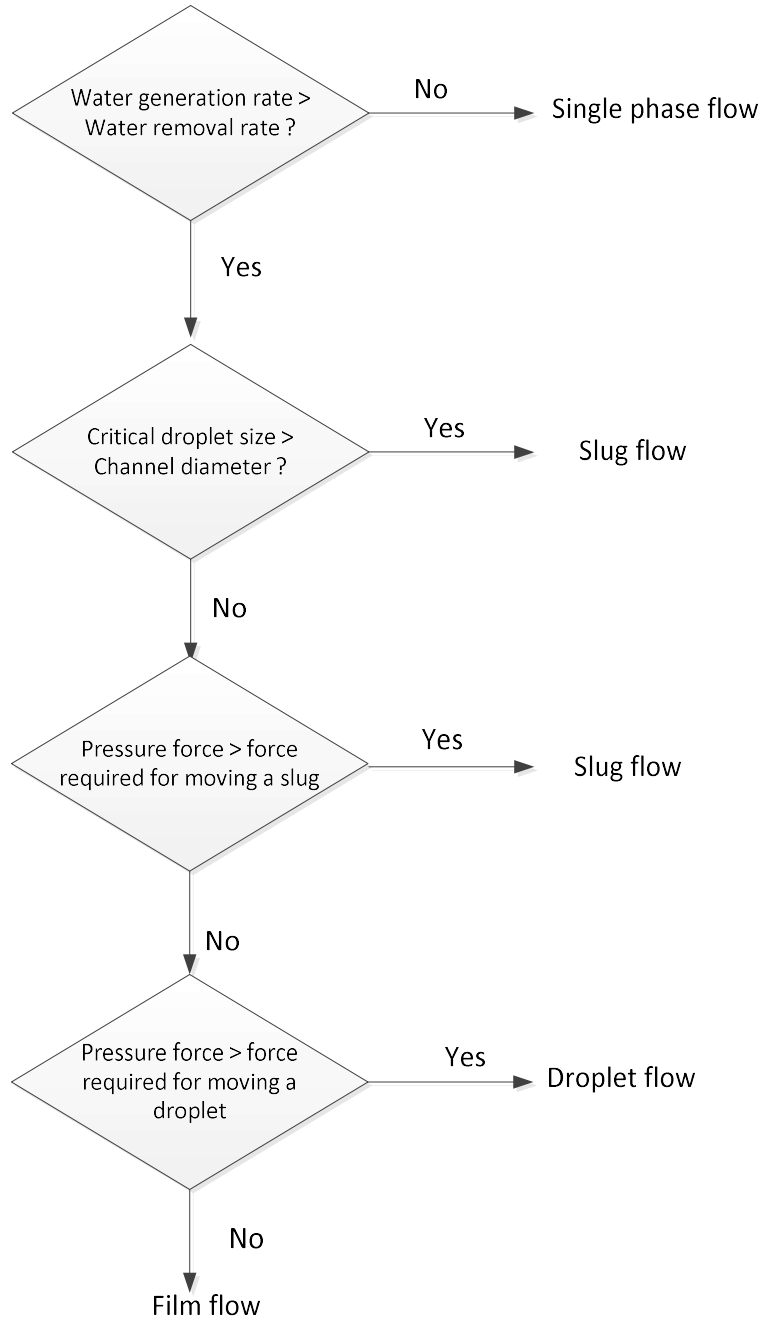 Water generation rate >
Water removal rate ?
No
Single phase flow
Yes
Critical droplet size >
Channel diameter ?
Yes
Slug flow
No
Pressure force > force
required for moving a slug
Yes
Slug flow
No
Pressure force > force
required for moving a
droplet
Yes
Droplet flow
No
Film flow